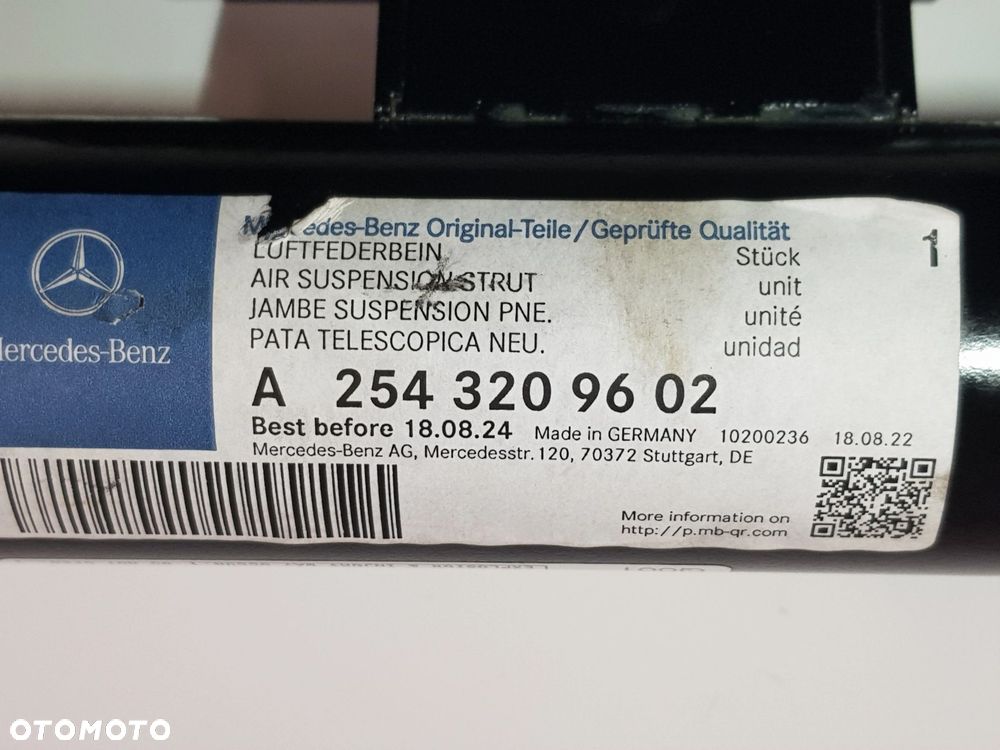 Mercedes-Benz
Mercedes-Benz Original-Teile/Geprüfte Qualität
LUFTFEDERBEIN Stück 1
AIR SUSPENSION STRUT unit
JAMBE SUSPENSION PNE. unité
PATA TELESCOPICA NEU. unidad
A 254 320 96 02
Best before 18.08.24 Made in GERMANY 10200236 18.08.22
Mercedes-Benz AG, Mercedesstr. 120, 70372 Stuttgart, DE
More information on
http://p.mb-qr.com
OTOMOTO